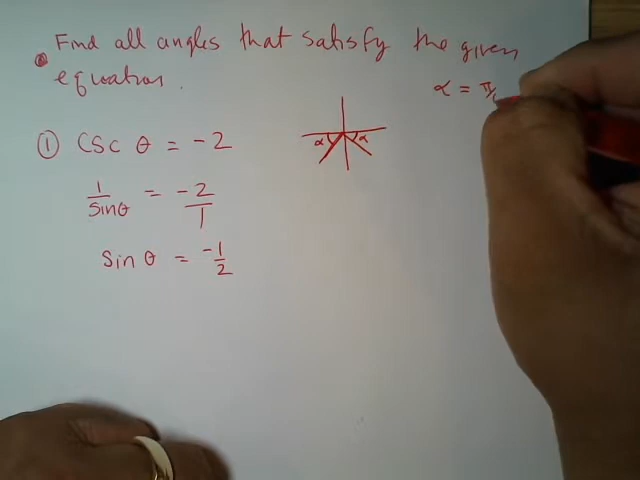 Find all angles that satisfy the given
equation.
α = π/
① CSC θ = -2
α α
1/sinθ = -2/1
Sin θ = -1/2